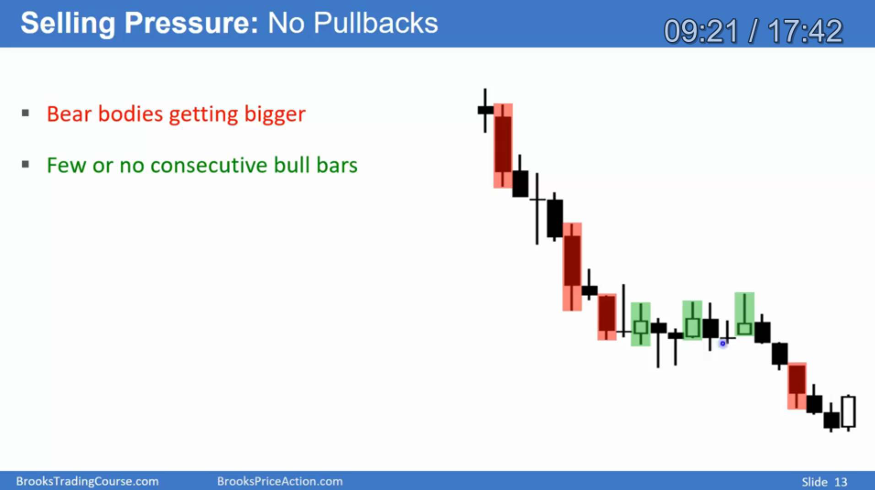 Selling Pressure: No Pullbacks
09:21 / 17:42
Bear bodies getting bigger
Few or no consecutive bull bars
BrooksTradingCourse.com
BrooksPriceAction.com
Slide 13